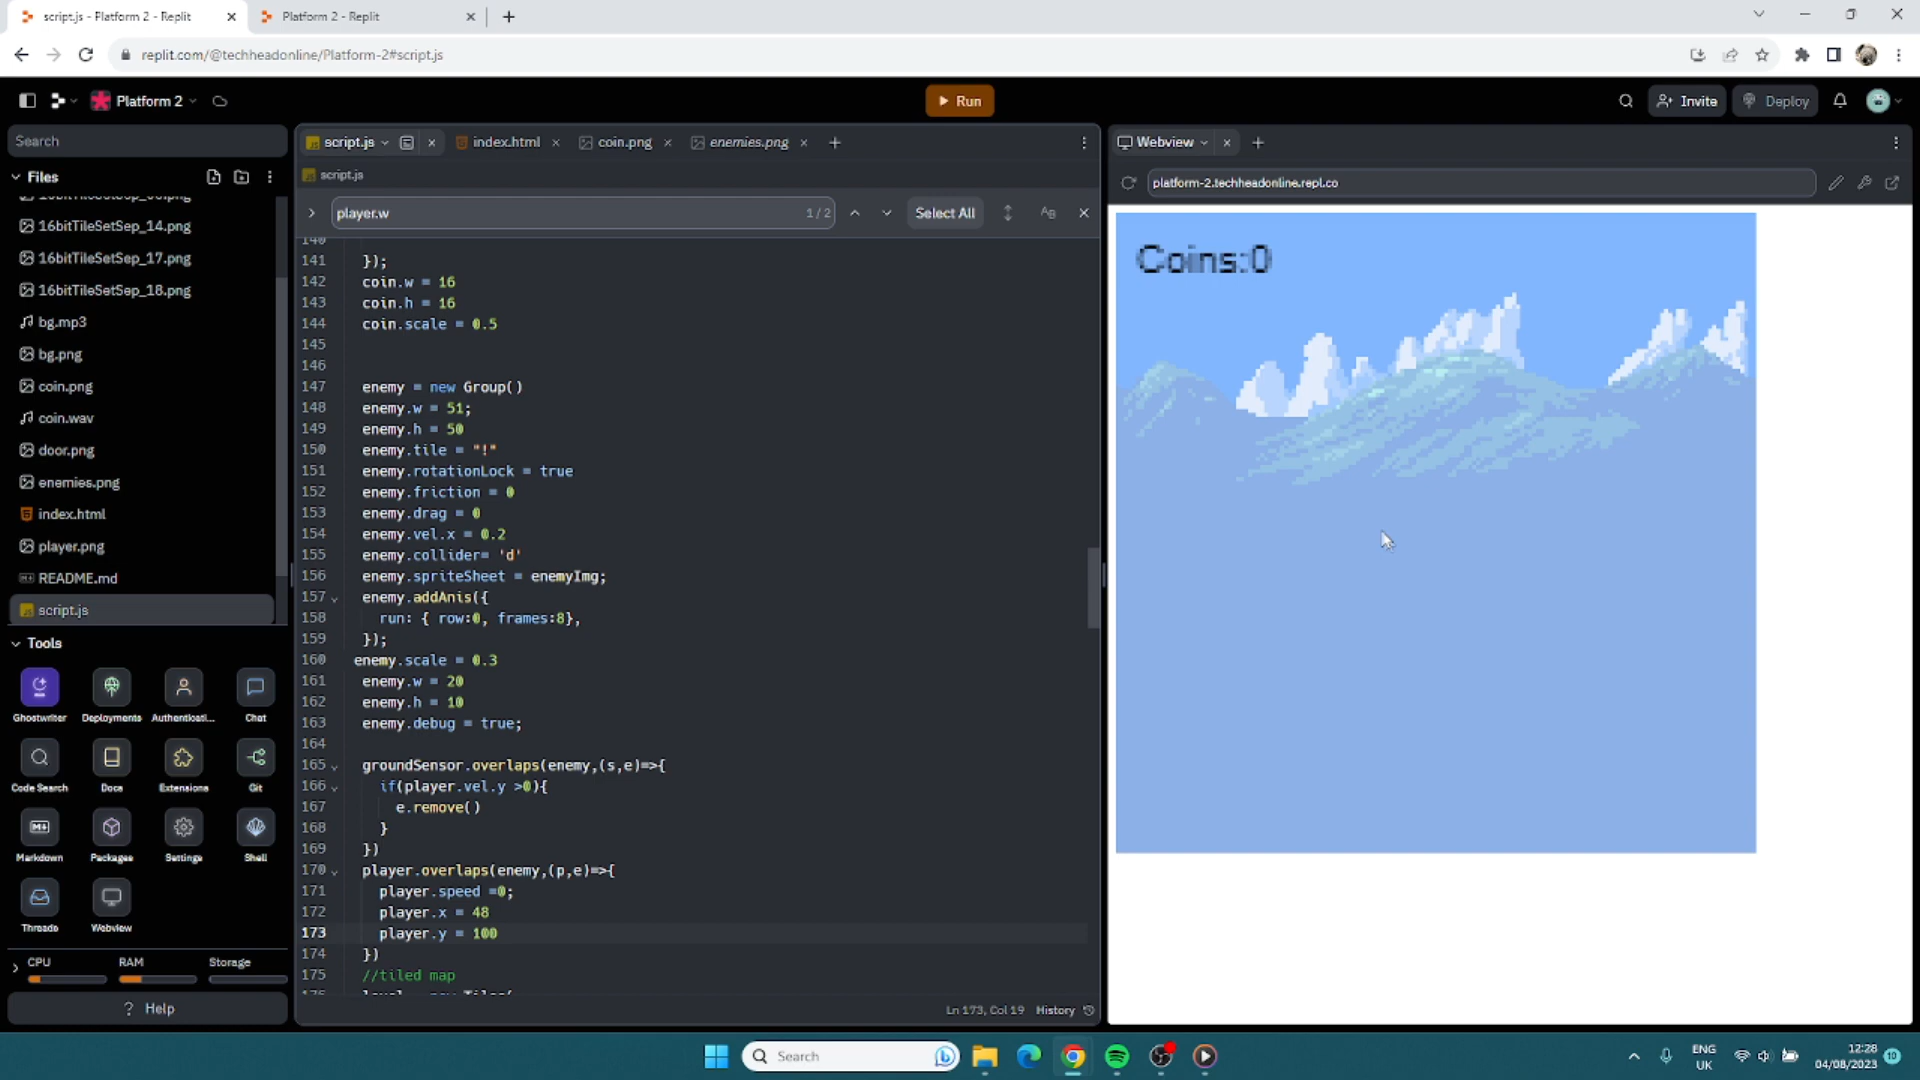 script.js - Platform 2 - Replit
Platform 2 - Replit
replit.com/@techheadonline/Platform-2#script.js
Platform 2
Run
Invite
Deploy
Search
script.js
index.html
coin.png
enemies.png
Webview
Files
script.js
platform-2.techheadonline.repl.co
player.w
1/2
Select All
16bitTileSetSep_14.png
16bitTileSetSep_17.png
16bitTileSetSep_18.png
bg.mp3
bg.png
coin.png
coin.wav
door.png
enemies.png
index.html
player.png
README.md
script.js
Tools
Ghostwriter
Deployments
Authenticati...
Chat
Code Search
Docs
Extensions
Git
Markdown
Packages
Settings
Shell
Threads
Webview
CPU
RAM
Storage
? Help
140
141 });
142 coin.w = 16
143 coin.h = 16
144 coin.scale = 0.5
145
146
147 enemy = new Group()
148 enemy.w = 51;
149 enemy.h = 50
150 enemy.tile = "!"
151 enemy.rotationLock = true
152 enemy.friction = 0
153 enemy.drag = 0
154 enemy.vel.x = 0.2
155 enemy.collider= 'd'
156 enemy.spriteSheet = enemyImg;
157 enemy.addAnis({
158 run: { row:0, frames:8},
159 });
160 enemy.scale = 0.3
161 enemy.w = 20
162 enemy.h = 10
163 enemy.debug = true;
164
165 groundSensor.overlaps(enemy,(s,e)=>{
166 if(player.vel.y >0){
167 e.remove()
168 }
169 })
170 player.overlaps(enemy,(p,e)=>{
171 player.speed =0;
172 player.x = 48
173 player.y = 100
174 })
175 //tiled map
Ln 173, Col 19 History
Coins:0
Search
ENG
UK
12:28
04/08/2023
10